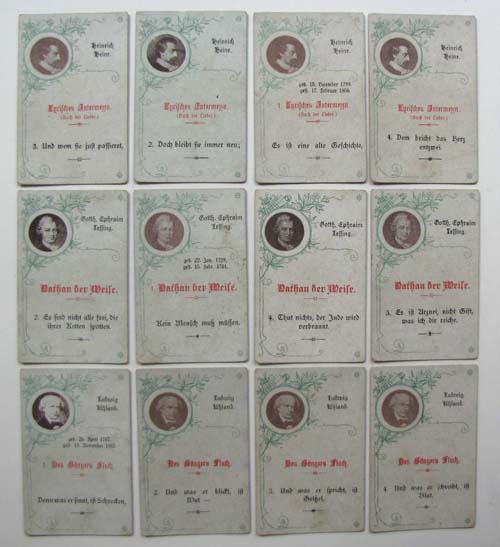 Heinrich
Heine.
Lyrisches Intermezzo.
(Buch der Lieder.)
3. Und wem sie just passieret,
Heinrich
Heine.
Lyrisches Intermezzo.
(Buch der Lieder.)
2. Doch bleibt sie immer neu;
Heinrich
Heine.
geb. 13. Dezember 1799.
gest. 17. Februar 1856.
1. Lyrisches Intermezzo.
(Buch der Lieder.)
Es ist eine alte Geschichte,
Heinrich
Heine.
Lyrisches Intermezzo.
(Buch der Lieder.)
4. Dem bricht das Herz
entzwei
Gotth. Ephraim
Lessing.
Nathan der Weise.
2. Es sind nicht alle frei, die
ihrer Ketten spotten.
Gotth. Ephraim
Lessing.
geb. 22. Jan. 1729.
gest. 15. Febr. 1781.
1. Nathan der Weise.
Kein Mensch muß müssen.
Gotth. Ephraim
Lessing.
Nathan der Weise.
4. Thut nichts, der Jude wird
verbrannt.
Gotth. Ephraim
Lessing.
Nathan der Weise.
3. Es ist Arznei, nicht Gift,
was ich dir reiche.
Ludwig
Uhland.
geb. 26. April 1787.
gest. 13. November 1862.
1. Des Sängers Fluch.
Denn was er sinnt, ist Schrecken,
Ludwig
Uhland.
Des Sängers Fluch.
2. Und was er blickt, ist
Wut —
Ludwig
Uhland.
Des Sängers Fluch.
3. Und was er spricht, ist
Geißel.
Ludwig
Uhland.
Des Sängers Fluch.
4. Und was er schreibt, ist
Blut.